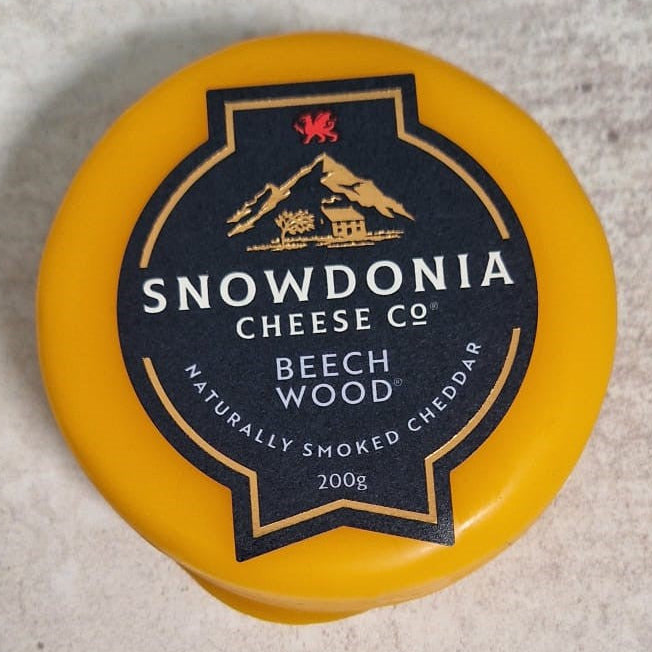 SNOWDONIA
CHEESE Co®
BEECH
WOOD®
NATURALLY SMOKED CHEDDAR
200g